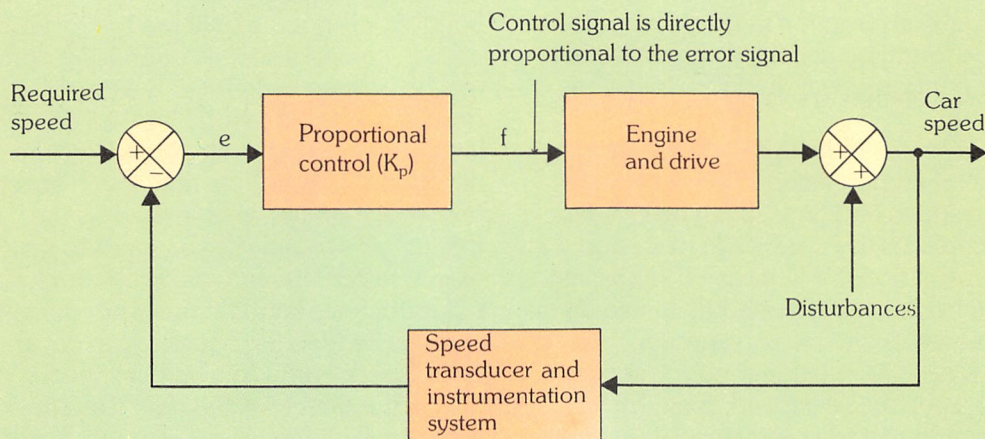 Control signal is directly
proportional to the error signal
Required
speed
Car
speed
+
−
e
Proportional
control (Kₚ)
f
Engine
and drive
+
+
Disturbances
Speed
transducer and
instrumentation
system